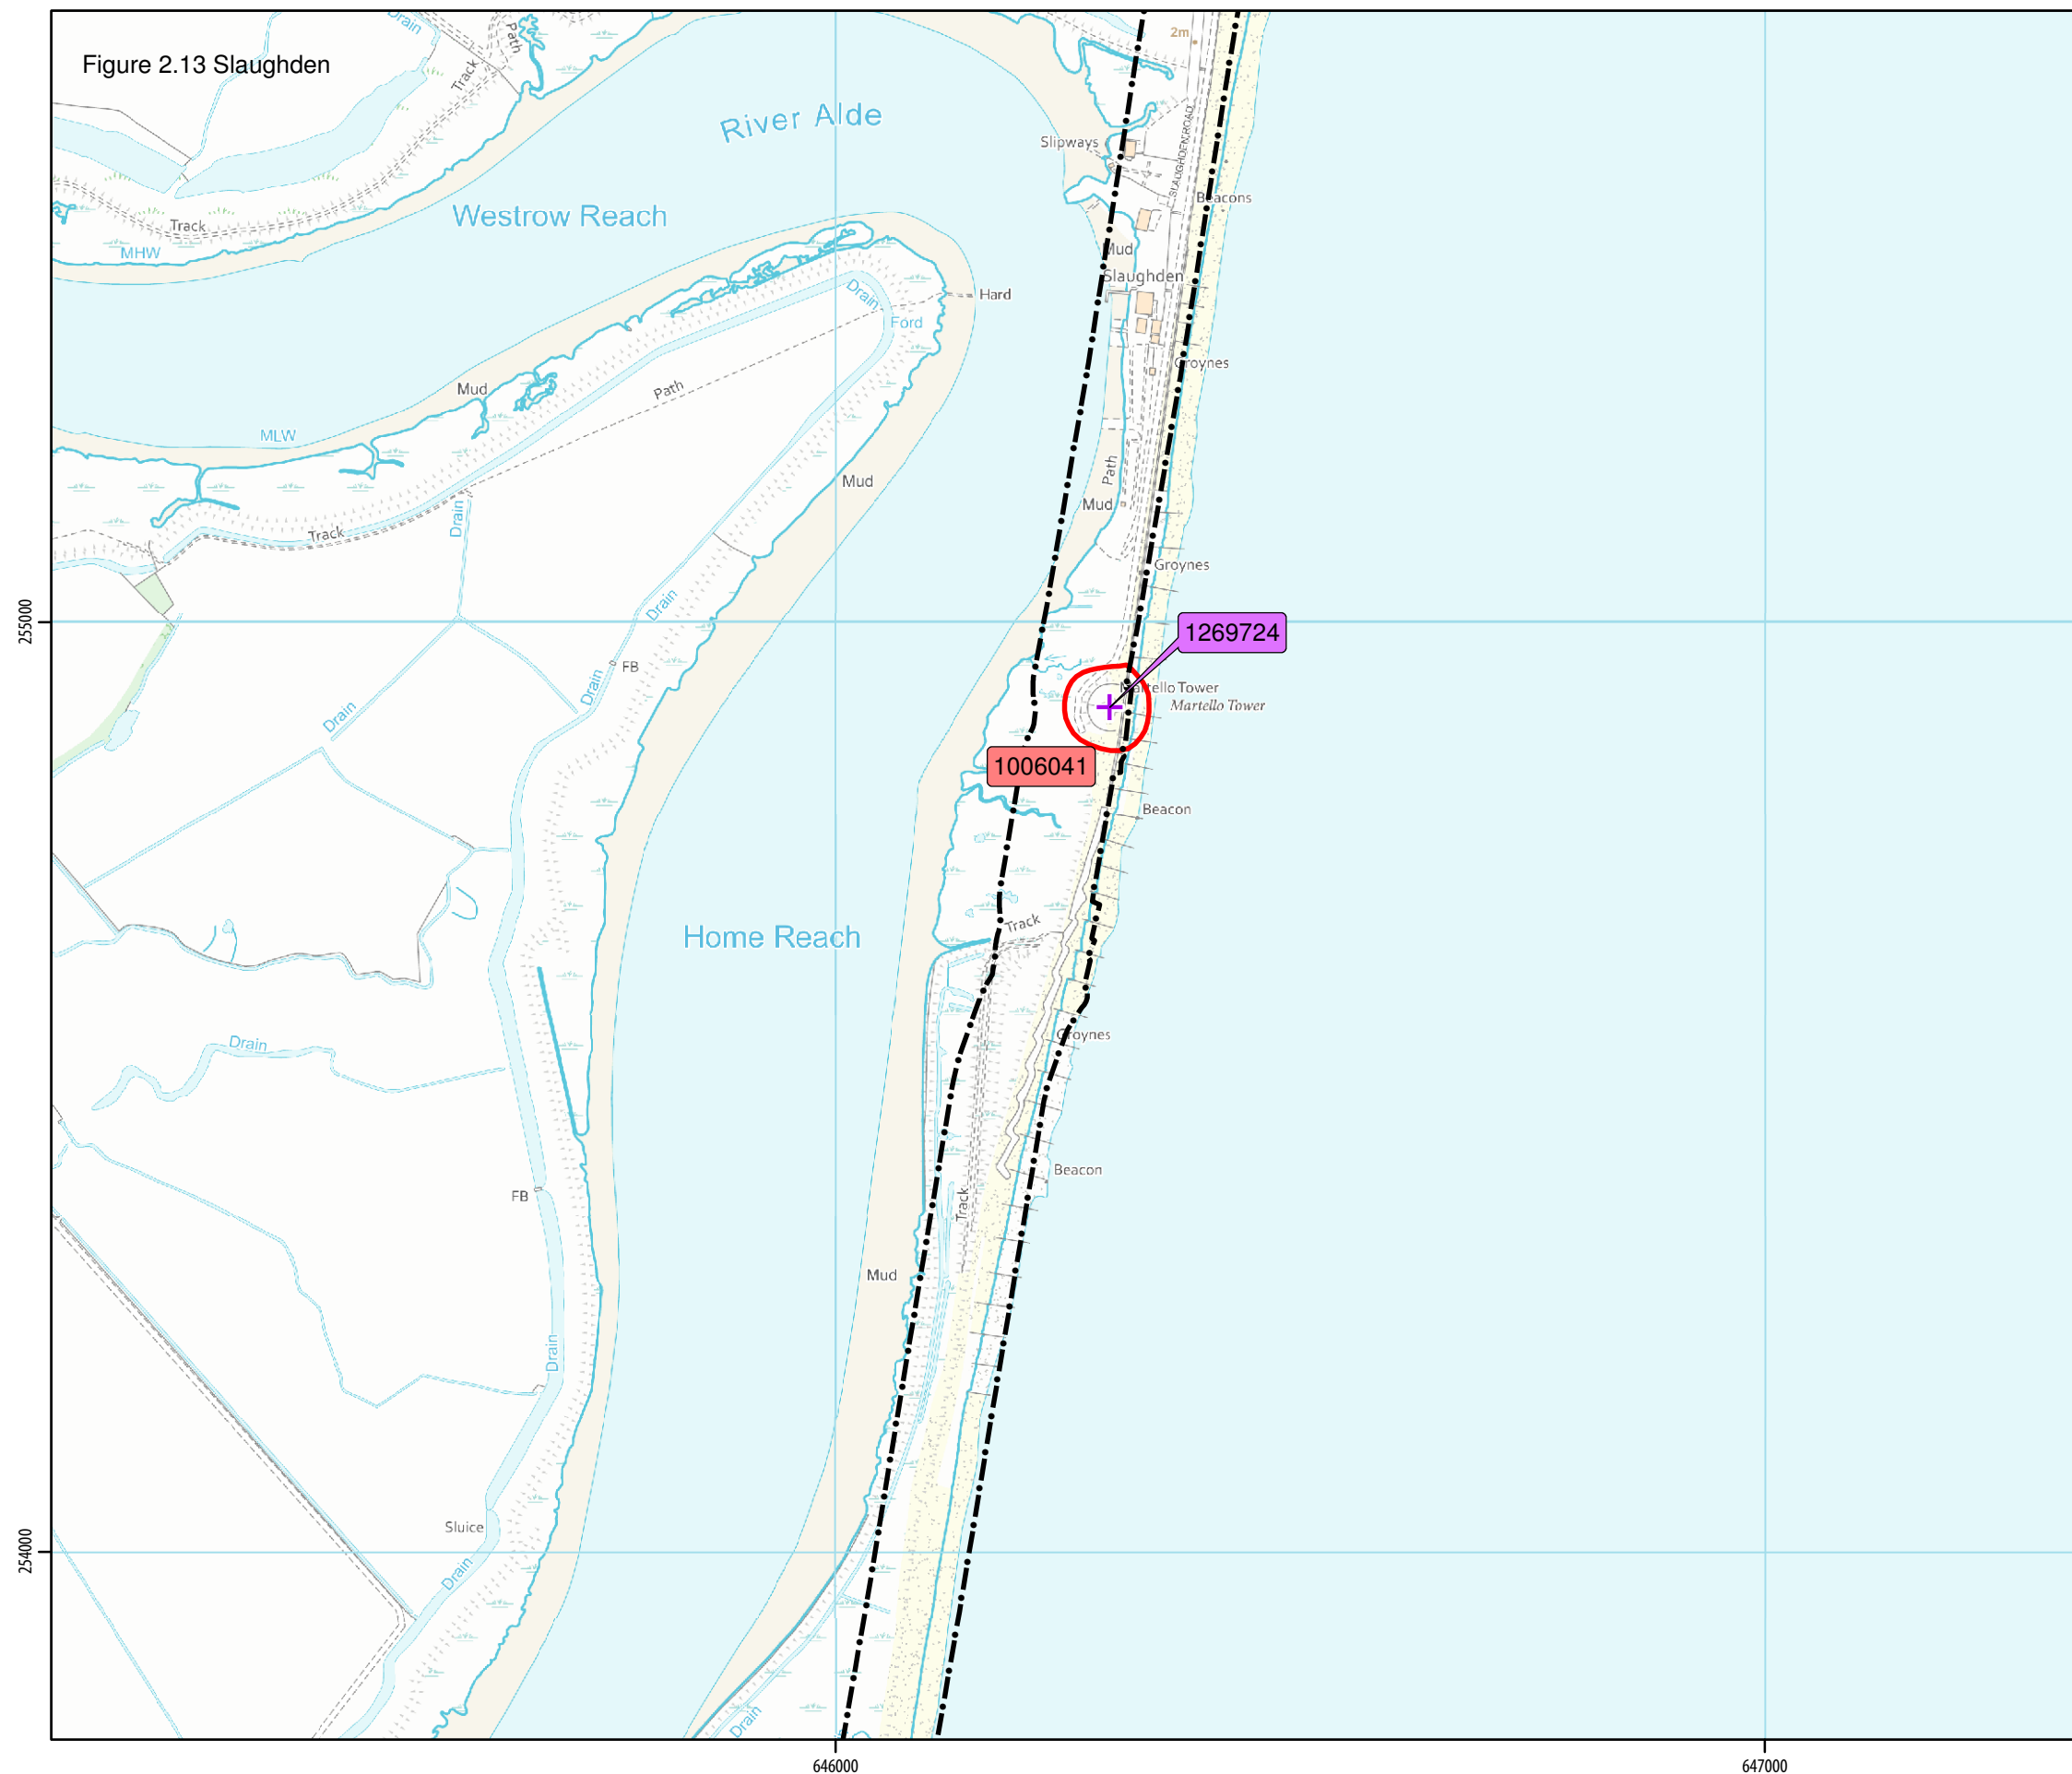 Figure 2.13 Slaughden
Drain
Path
Track
2m
River Alde
Slipways
SLAUGHDEN ROAD
Beacons
Westrow Reach
Track
MHW
Mud
Slaughden
Drain
Hard
Ford
Groynes
Mud
Path
MLW
Mud
Path
Mud
Drain
Track
Groynes
255000
Drain
1269724
FB
Drain
Martello Tower
Martello Tower
Drain
1006041
Beacon
Track
Home Reach
Groynes
Drain
Beacon
FB
Track
Mud
Drain
Sluice
254000
Drain
Drain
646000
647000